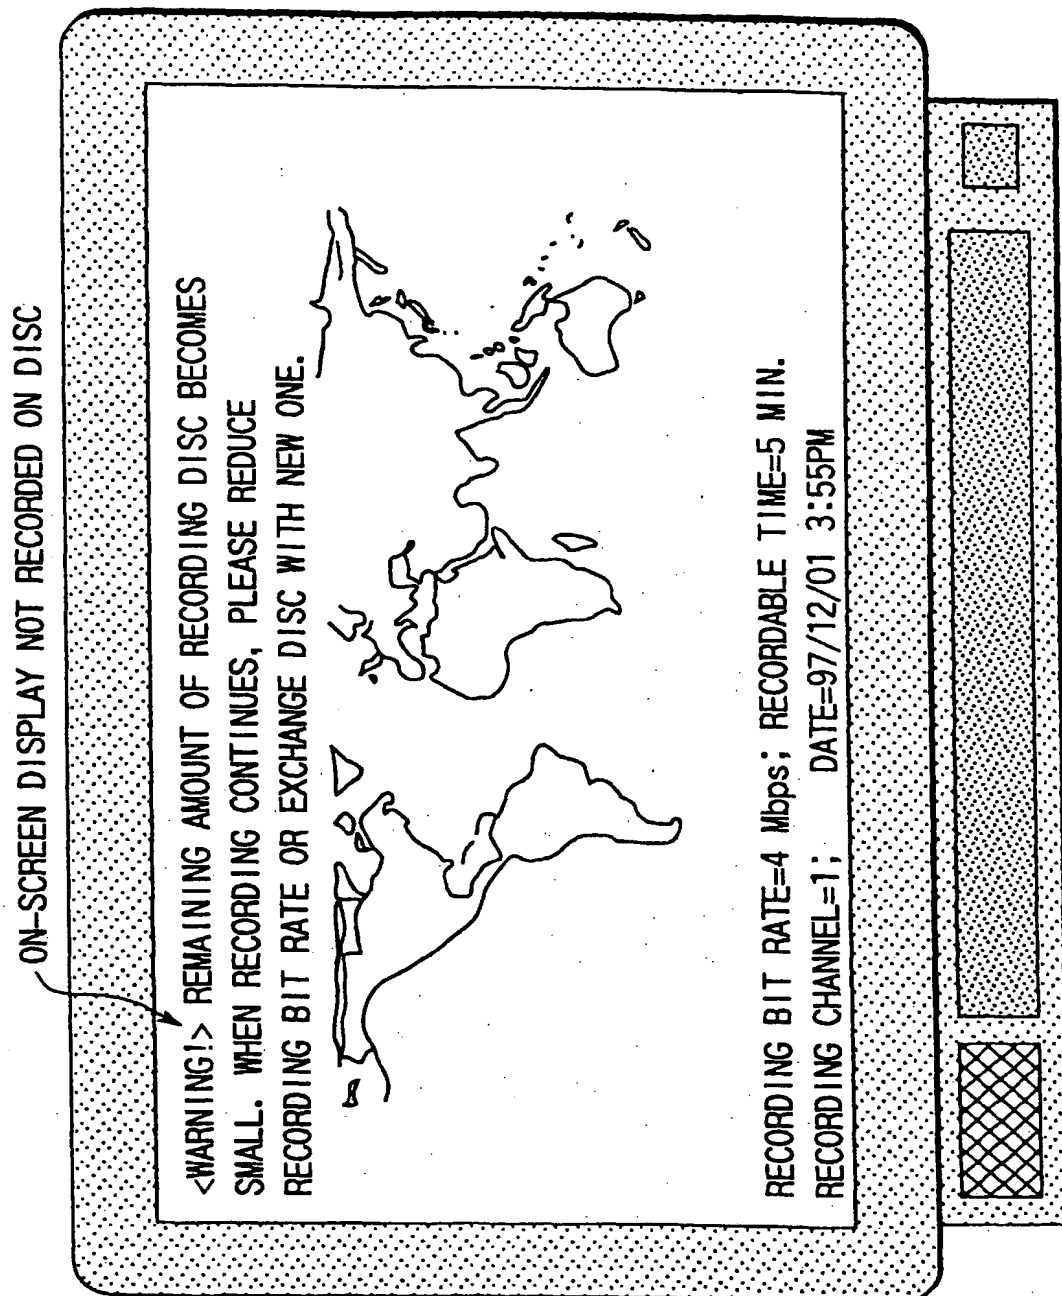 ON-SCREEN DISPLAY NOT RECORDED ON DISC
<WARNING!> REMAINING AMOUNT OF RECORDING DISC BECOMES
SMALL. WHEN RECORDING CONTINUES, PLEASE REDUCE
RECORDING BIT RATE OR EXCHANGE DISC WITH NEW ONE.
RECORDING BIT RATE=4 Mbps; RECORDABLE TIME=5 MIN.
RECORDING CHANNEL=1; DATE=97/12/01 3:55PM